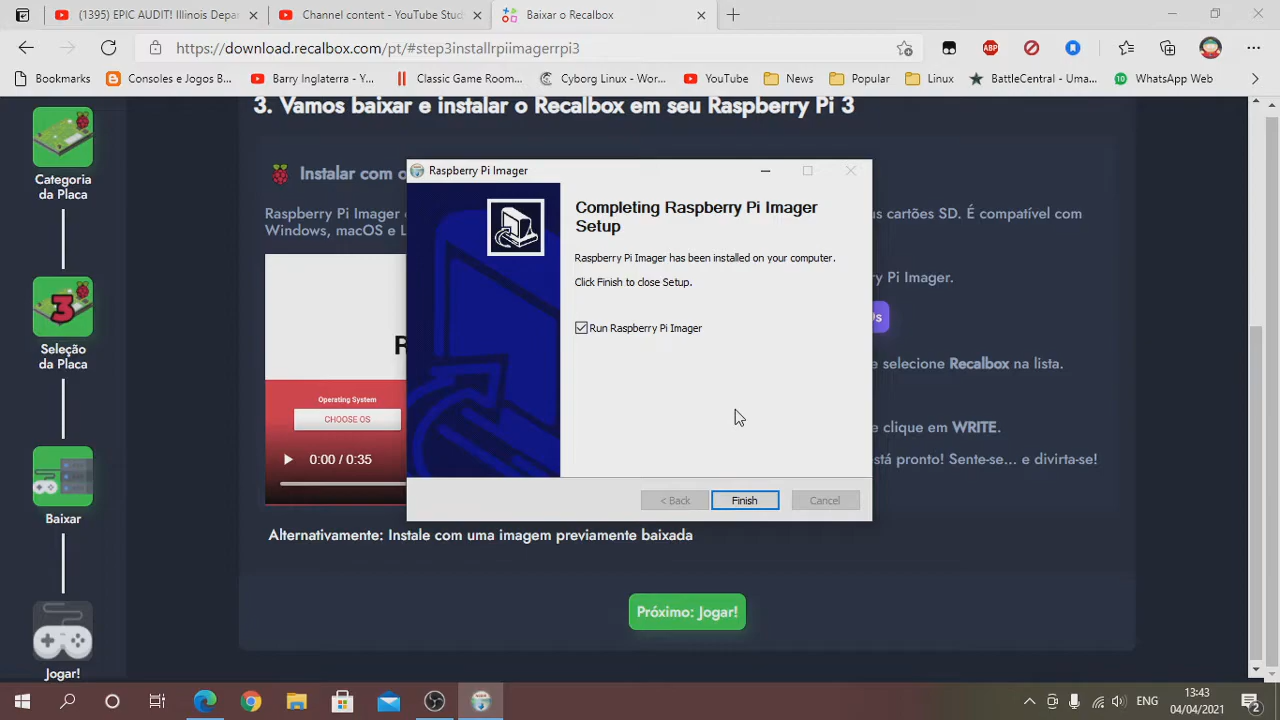 (1395) EPIC AUDIT! Illinois Depa
Channel content - YouTube Stud
Baixar o Recalbox
https://download.recalbox.com/pt/#step3installrpiimagerrpi3
ABP
Bookmarks
Consoles e Jogos B...
Barry Inglaterra - Y...
Classic Game Room...
Cyborg Linux - Wor...
YouTube
News
Popular
Linux
BattleCentral - Uma...
10
WhatsApp Web
3. Vamos baixar e instalar o Recalbox em seu Raspberry Pi 3
Categoria
da Placa
3
Seleção
da Placa
Baixar
Jogar!
Instalar com o
Raspberry Pi Imager
us cartões SD. É compatível com
Windows, macOS e L
ry Pi Imager.
R
Operating System
CHOOSE OS
0:00 / 0:35
e selecione Recalbox na lista.
e clique em WRITE.
stá pronto! Sente-se... e divirta-se!
Raspberry Pi Imager
Completing Raspberry Pi Imager
Setup
Raspberry Pi Imager has been installed on your computer.
Click Finish to close Setup.
Run Raspberry Pi Imager
< Back
Finish
Cancel
Alternativamente: Instale com uma imagem previamente baixada
Próximo: Jogar!
ENG
13:43
04/04/2021
2